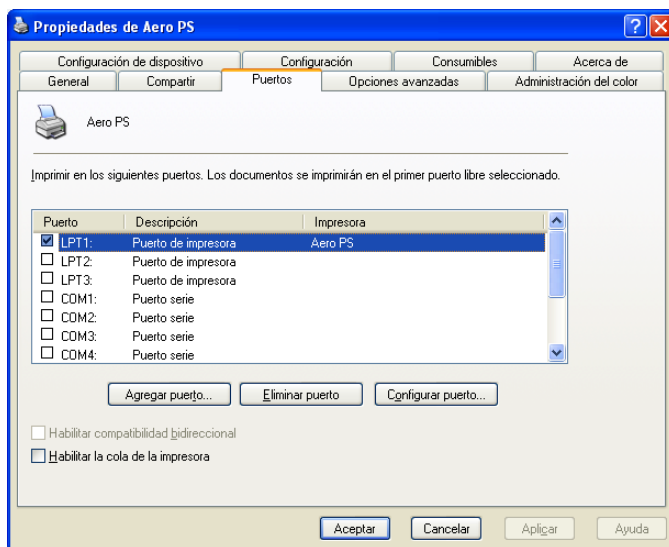 Propiedades de Aero PS
Configuración de dispositivo Configuración Consumibles Acerca de
General Compartir Puertos Opciones avanzadas Administración del color
Aero PS
Imprimir en los siguientes puertos. Los documentos se imprimirán en el primer puerto libre seleccionado.
Puerto Descripción Impresora
LPT1: Puerto de impresora Aero PS
LPT2: Puerto de impresora
LPT3: Puerto de impresora
COM1: Puerto serie
COM2: Puerto serie
COM3: Puerto serie
COM4: Puerto serie
Agregar puerto... Eliminar puerto Configurar puerto...
Habilitar compatibilidad bidireccional
Habilitar la cola de la impresora
Aceptar Cancelar Aplicar Ayuda